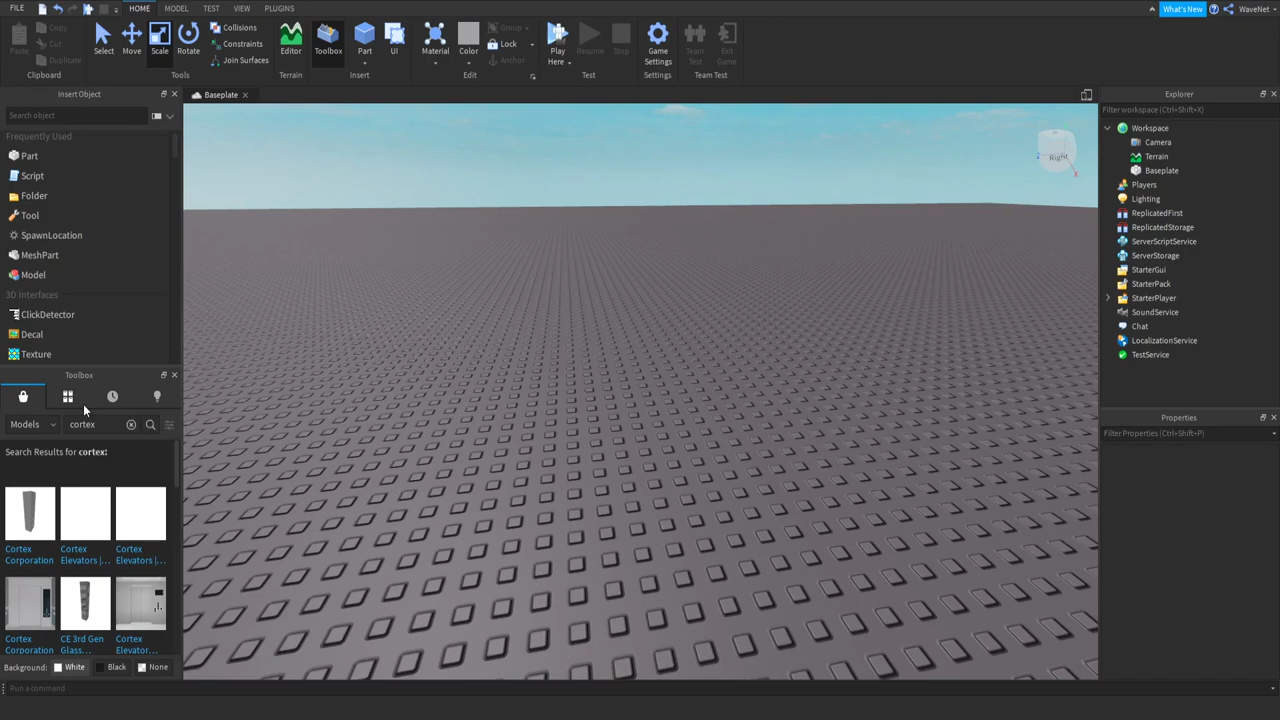 FILE HOME MODEL TEST VIEW PLUGINS What's New WaveNet
Paste Copy Cut Duplicate Select Move Scale Rotate Collisions Constraints Join Surfaces Editor Toolbox Part UI Material Color Group Lock Anchor Play Here Resume Stop Game Settings Team Test Exit Game
Clipboard Tools Terrain Insert Edit Test Settings Team Test
Insert Object
Search object
Frequently Used
Part
Script
Folder
Tool
SpawnLocation
MeshPart
Model
3D Interfaces
ClickDetector
Decal
Texture
Toolbox
Models cortex
Search Results for cortex:
Cortex Corporation
Cortex Elevators |...
Cortex Elevators |...
Cortex Corporation
CE 3rd Gen Glass...
Cortex Elevator...
Background: White Black None
Run a command
Baseplate
Right
Explorer
Filter workspace (Ctrl+Shift+X)
Workspace
Camera
Terrain
Baseplate
Players
Lighting
ReplicatedFirst
ReplicatedStorage
ServerScriptService
ServerStorage
StarterGui
StarterPack
StarterPlayer
SoundService
Chat
LocalizationService
TestService
Properties
Filter Properties (Ctrl+Shift+P)